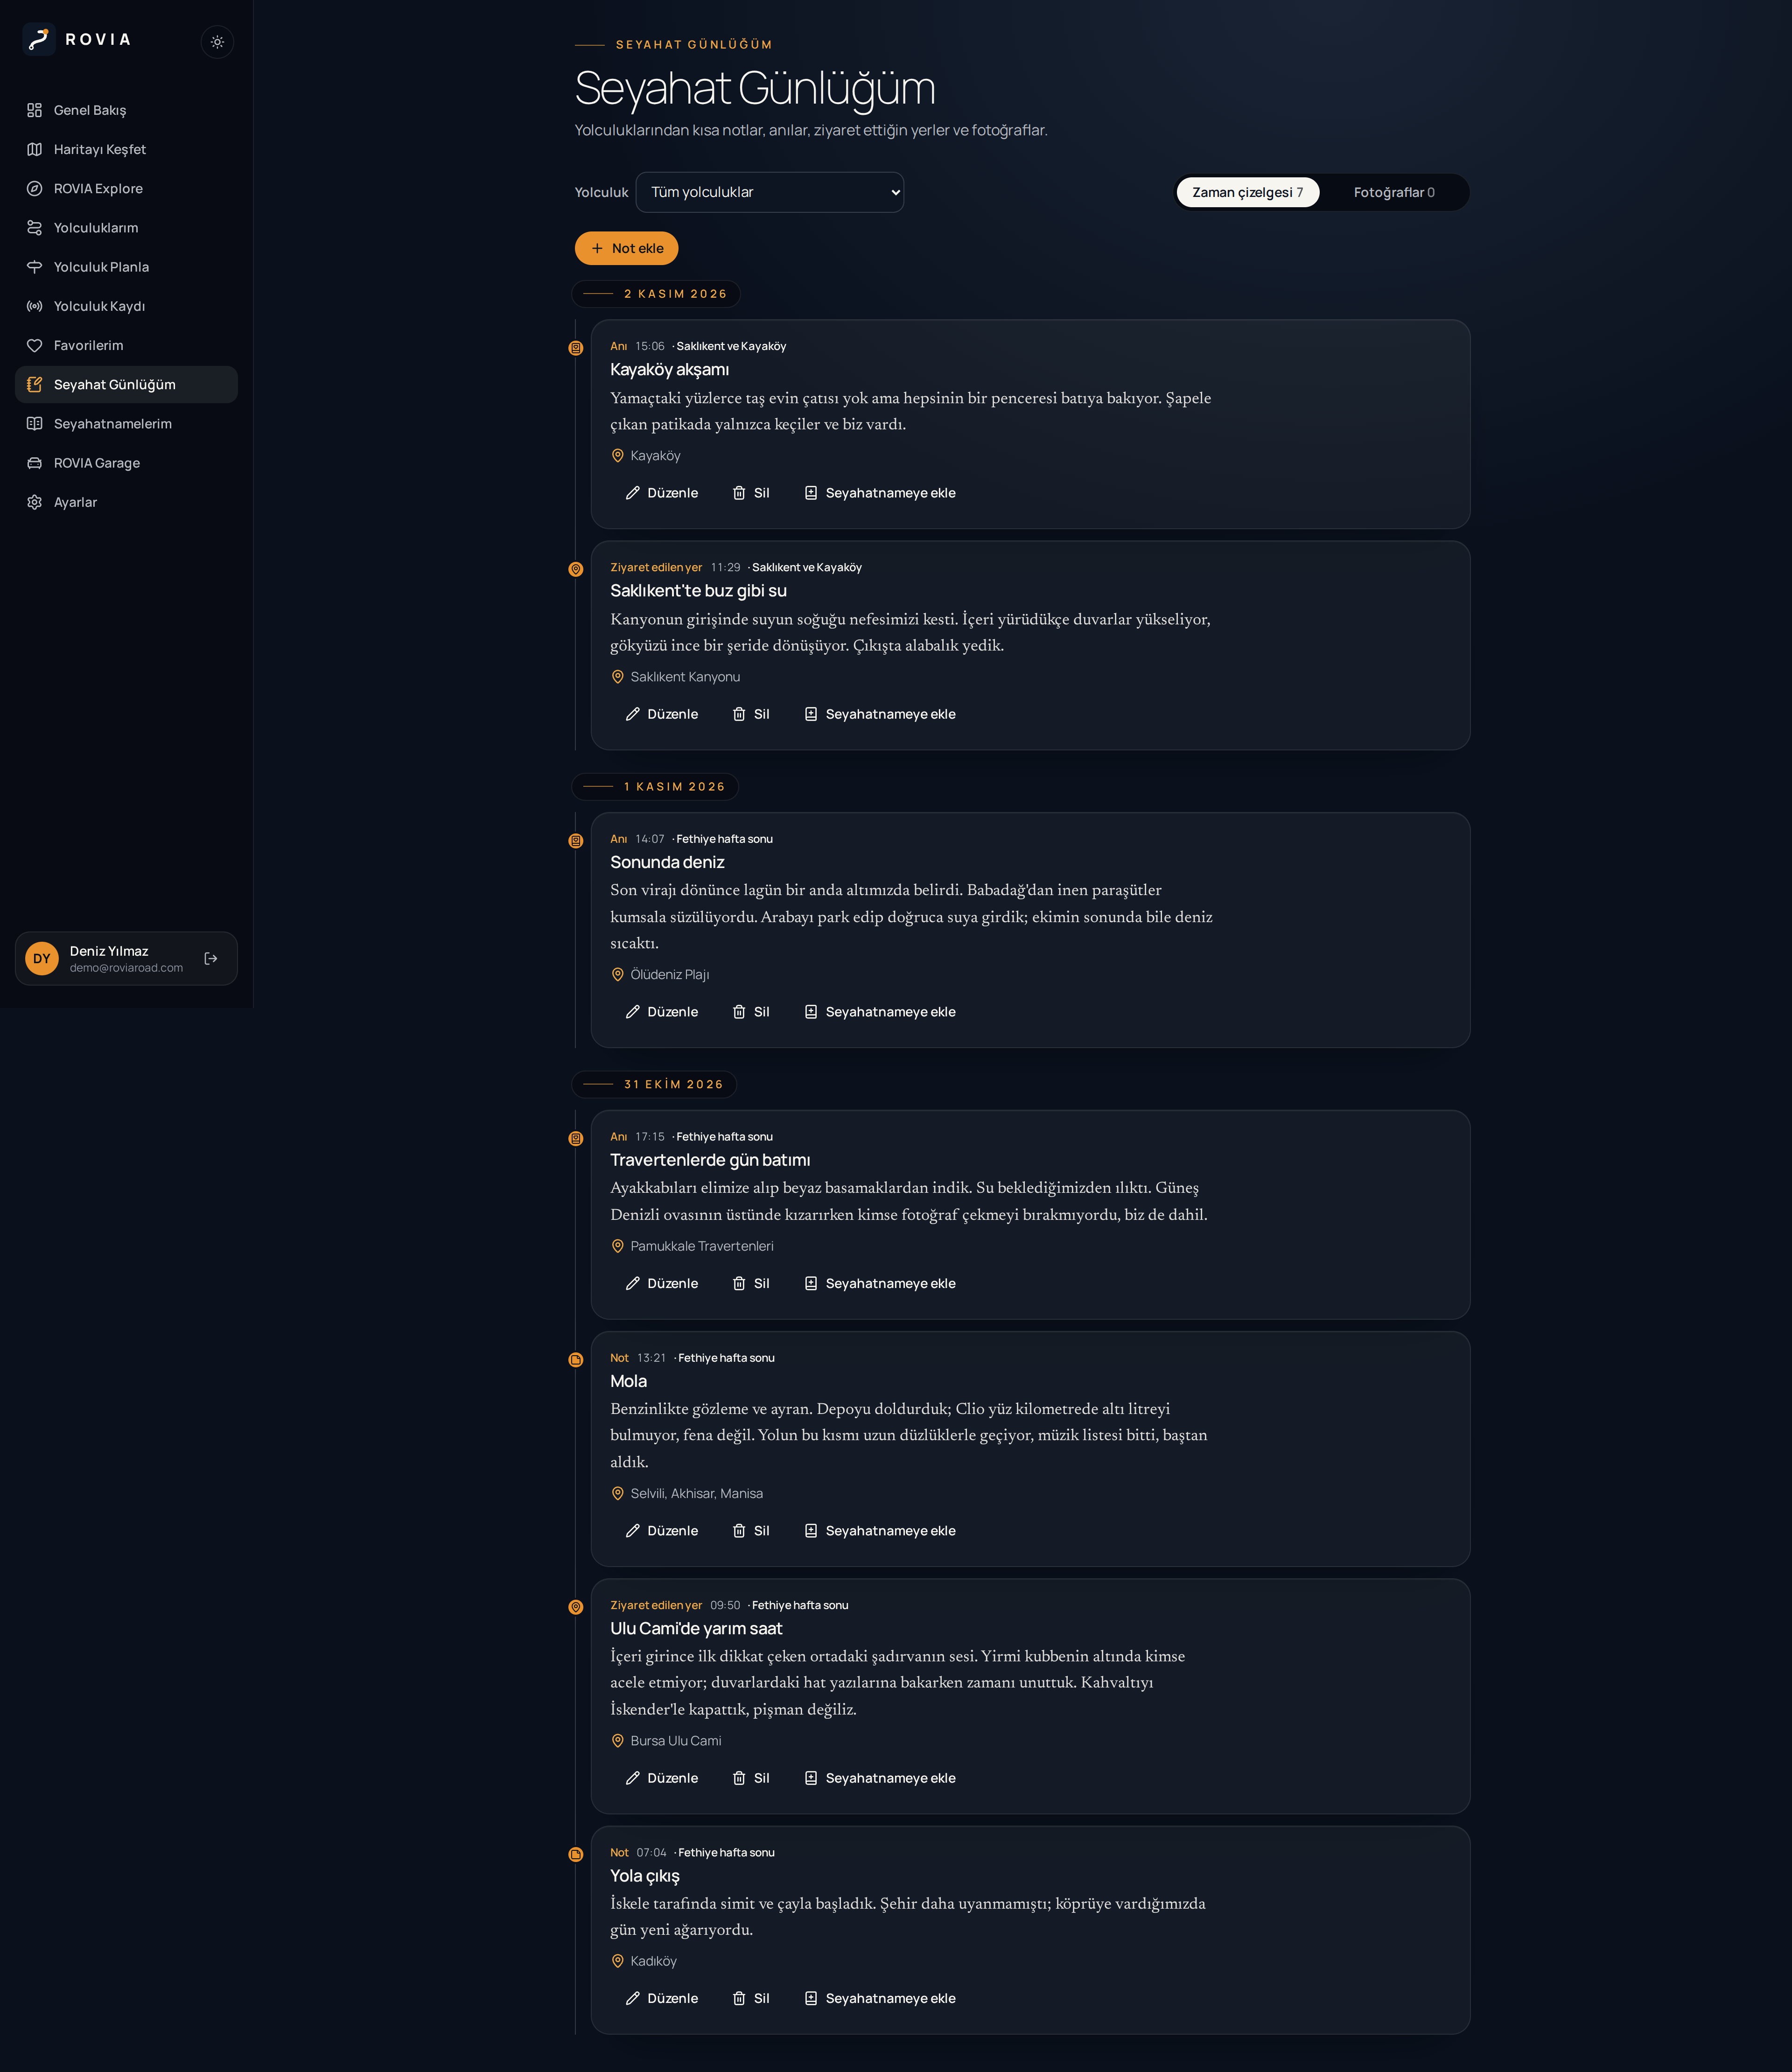 ROVIA
Genel Bakış
Haritayı Keşfet
ROVIA Explore
Yolculuklarım
Yolculuk Planla
Yolculuk Kaydı
Favorilerim
Seyahat Günlüğüm
Seyahatnamelerim
ROVIA Garage
Ayarlar
DY
Deniz Yılmaz
demo@roviaroad.com
SEYAHAT GÜNLÜĞÜM
Seyahat Günlüğüm
Yolculuklarından kısa notlar, anılar, ziyaret ettiğin yerler ve fotoğraflar.
Yolculuk Tüm yolculuklar Zaman çizelgesi 7 Fotoğraflar 0
Not ekle
2 KASIM 2026
Anı 15:06 · Saklıkent ve Kayaköy
Kayaköy akşamı
Yamaçtaki yüzlerce taş evin çatısı yok ama hepsinin bir penceresi batıya bakıyor. Şapele
çıkan patikada yalnızca keçiler ve biz vardı.
Kayaköy
Düzenle Sil Seyahatnameye ekle
Ziyaret edilen yer 11:29 · Saklıkent ve Kayaköy
Saklıkent'te buz gibi su
Kanyonun girişinde suyun soğuğu nefesimizi kesti. İçeri yürüdükçe duvarlar yükseliyor,
gökyüzü ince bir şeride dönüşüyor. Çıkışta alabalık yedik.
Saklıkent Kanyonu
Düzenle Sil Seyahatnameye ekle
1 KASIM 2026
Anı 14:07 · Fethiye hafta sonu
Sonunda deniz
Son virajı dönünce lagün bir anda altımızda belirdi. Babadağ'dan inen paraşütler
kumsala süzülüyordu. Arabayı park edip doğruca suya girdik; ekimin sonunda bile deniz
sıcaktı.
Ölüdeniz Plajı
Düzenle Sil Seyahatnameye ekle
31 EKİM 2026
Anı 17:15 · Fethiye hafta sonu
Travertenlerde gün batımı
Ayakkabıları elimize alıp beyaz basamaklardan indik. Su beklediğimizden ılıktı. Güneş
Denizli ovasının üstünde kızarırken kimse fotoğraf çekmeyi bırakmıyordu, biz de dahil.
Pamukkale Travertenleri
Düzenle Sil Seyahatnameye ekle
Not 13:21 · Fethiye hafta sonu
Mola
Benzinlikte gözleme ve ayran. Depoyu doldurduk; Clio yüz kilometrede altı litreyi
bulmuyor, fena değil. Yolun bu kısmı uzun düzlüklerle geçiyor, müzik listesi bitti, baştan
aldık.
Selvili, Akhisar, Manisa
Düzenle Sil Seyahatnameye ekle
Ziyaret edilen yer 09:50 · Fethiye hafta sonu
Ulu Cami'de yarım saat
İçeri girince ilk dikkat çeken ortadaki şadırvanın sesi. Yirmi kubbenin altında kimse
acele etmiyor; duvarlardaki hat yazılarına bakarken zamanı unuttuk. Kahvaltıyı
İskender'le kapattık, pişman değiliz.
Bursa Ulu Cami
Düzenle Sil Seyahatnameye ekle
Not 07:04 · Fethiye hafta sonu
Yola çıkış
İskele tarafında simit ve çayla başladık. Şehir daha uyanmamıştı; köprüye vardığımızda
gün yeni ağarıyordu.
Kadıköy
Düzenle Sil Seyahatnameye ekle